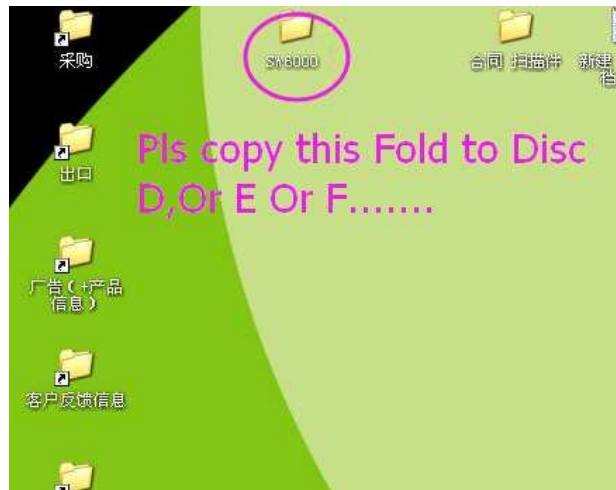 采购
SW6000
合同 扫描件
新建
档
出口
Pls copy this Fold to Disc
D,Or E Or F.......
广告(+产品
信息)
客户反馈信息